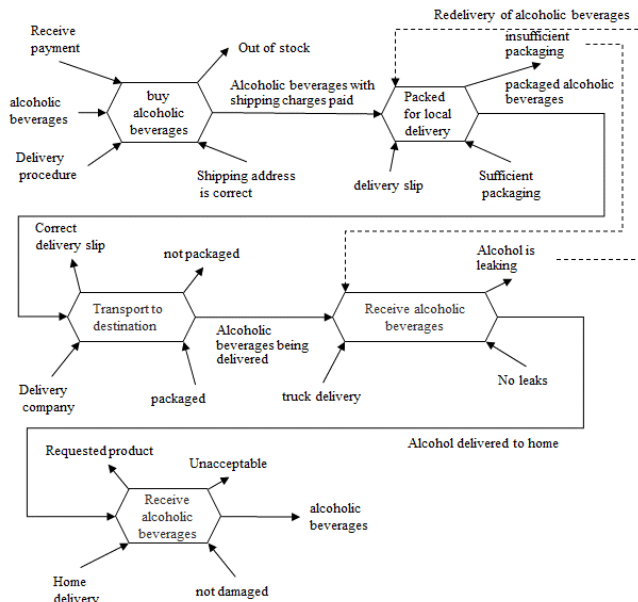 Redelivery of alcoholic beverages
Receive
payment
Out of stock
insufficient
packaging
alcoholic
beverages
buy
alcoholic
beverages
Alcoholic beverages with
shipping charges paid
Packed
for local
delivery
packaged alcoholic
beverages
Delivery
procedure
Shipping address
is correct
delivery slip
Sufficient
packaging
Correct
delivery slip
not packaged
Alcohol is
leaking
Transport to
destination
Alcoholic
beverages being
delivered
Receive alcoholic
beverages
Delivery
company
packaged
truck delivery
No leaks
Alcohol delivered to home
Requested product
Unacceptable
Receive
alcoholic
beverages
alcoholic
beverages
Home
delivery
not damaged